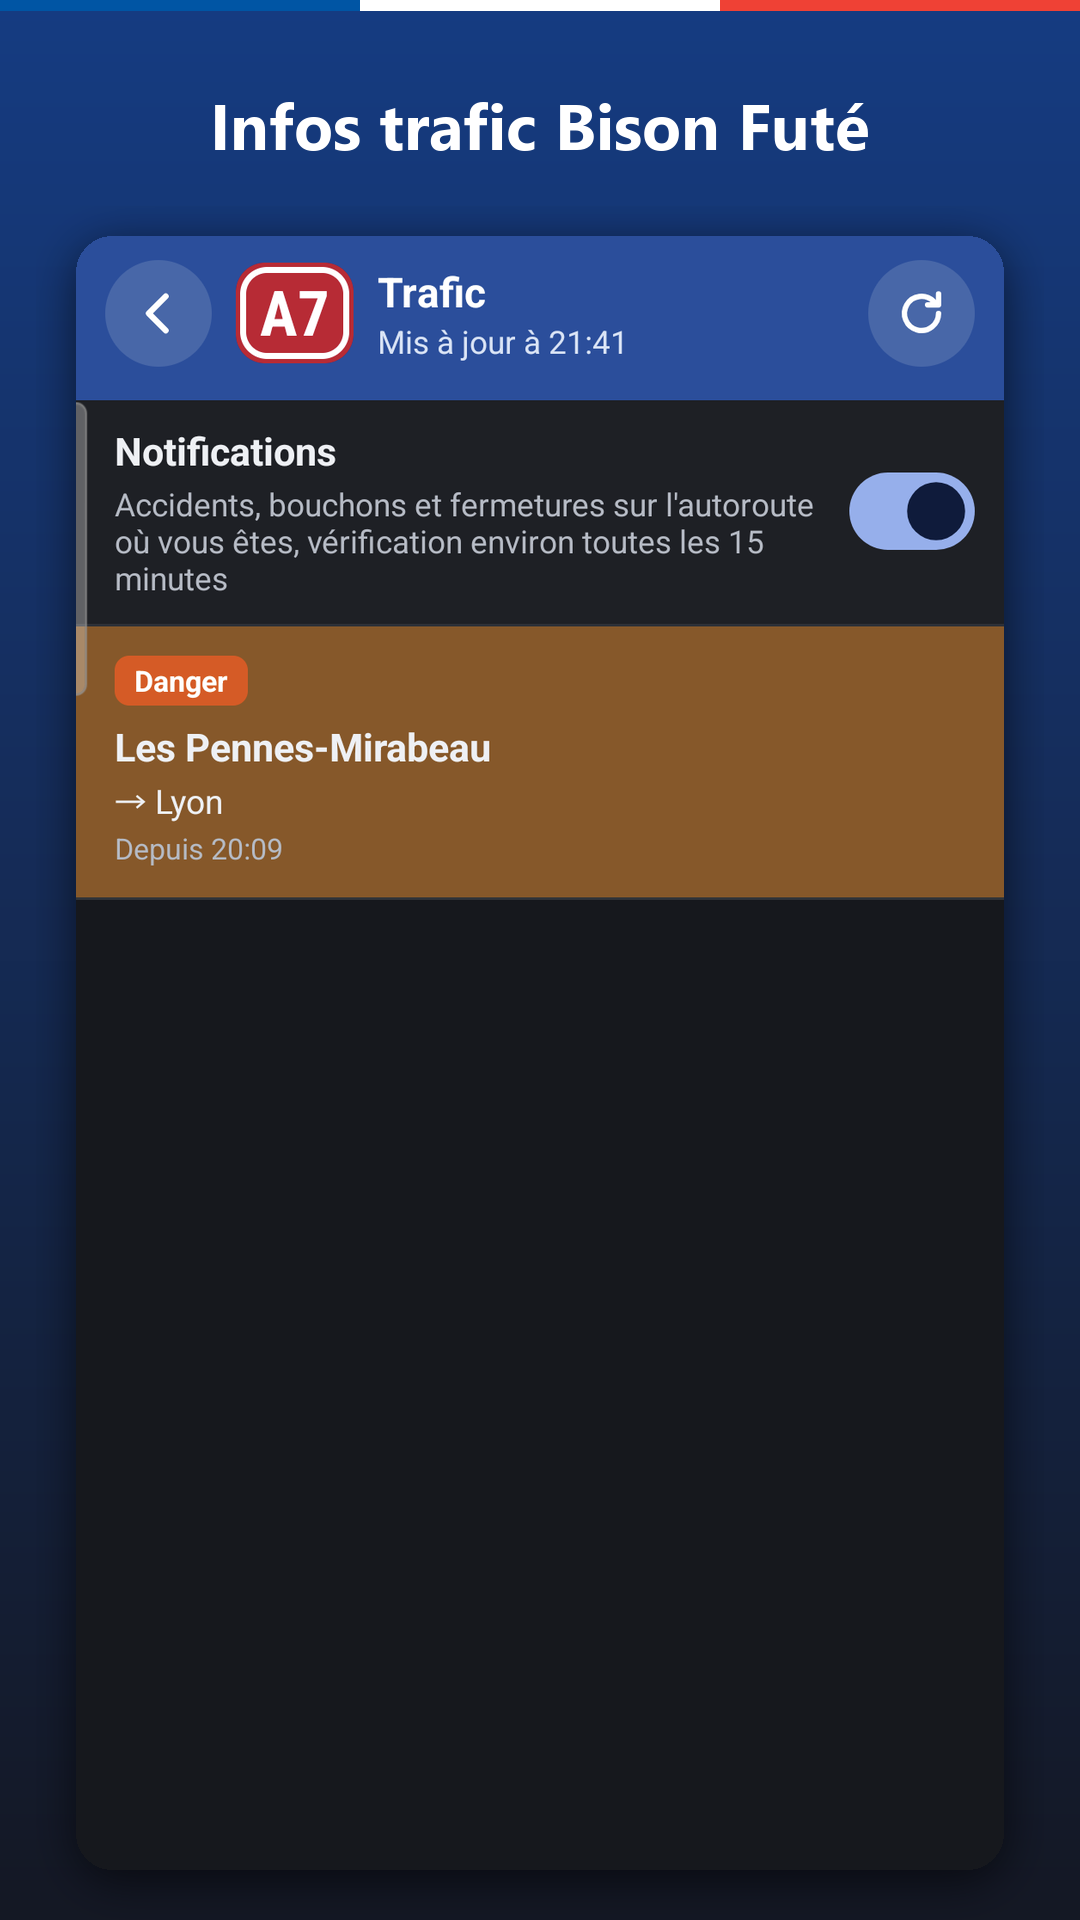 Infos trafic Bison Futé
A7
Trafic
Mis à jour à 21:41
Notifications
Accidents, bouchons et fermetures sur l'autoroute
où vous êtes, vérification environ toutes les 15
minutes
Danger
Les Pennes-Mirabeau
→ Lyon
Depuis 20:09